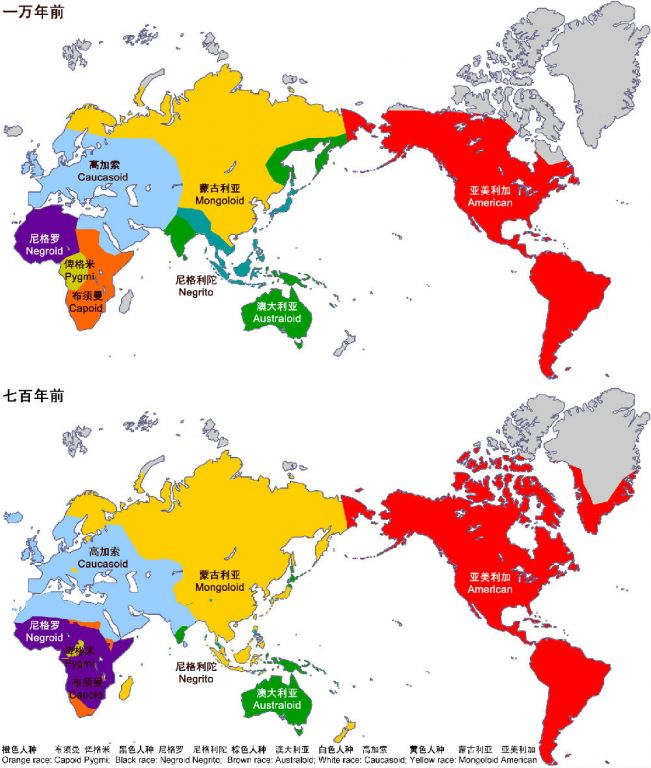 一万年前
高加索
Caucasoid
蒙古利亚
Mongoloid
亚美利加
American
尼格罗
Negroid
俾格米
Pygmi
尼格利陀
Negrito
布须曼
Capoid
澳大利亚
Australoid
七百年前
高加索
Caucasoid
蒙古利亚
Mongoloid
亚美利加
American
尼格罗
Negroid
俾格米
Pygmi
尼格利陀
Negrito
布须曼
Capoid
澳大利亚
Australoid
橙色人种 布须曼 俾格米 黑色人种 尼格罗 尼格利陀 棕色人种 澳大利亚 白色人种 高加索 黄色人种 蒙古利亚 亚美利加
Orange race: Capoid Pygmi; Black race: Negroid Negrito; Brown race: Australoid; White race: Caucasoid; Yellow race: Mongoloid American